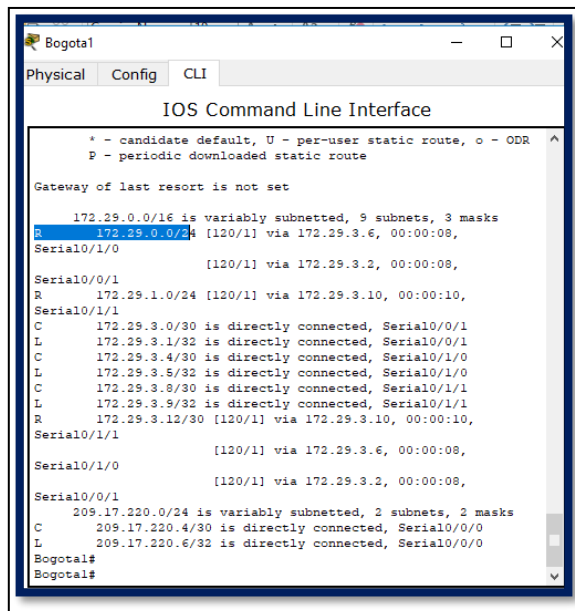 Bogota1
Physical Config CLI
IOS Command Line Interface
* - candidate default, U - per-user static route, o - ODR
P - periodic downloaded static route
Gateway of last resort is not set
172.29.0.0/16 is variably subnetted, 9 subnets, 3 masks
R 172.29.0.0/24 [120/1] via 172.29.3.6, 00:00:08,
Serial0/1/0
[120/1] via 172.29.3.2, 00:00:08,
Serial0/0/1
R 172.29.1.0/24 [120/1] via 172.29.3.10, 00:00:10,
Serial0/1/1
C 172.29.3.0/30 is directly connected, Serial0/0/1
L 172.29.3.1/32 is directly connected, Serial0/0/1
C 172.29.3.4/30 is directly connected, Serial0/1/0
L 172.29.3.5/32 is directly connected, Serial0/1/0
C 172.29.3.8/30 is directly connected, Serial0/1/1
L 172.29.3.9/32 is directly connected, Serial0/1/1
R 172.29.3.12/30 [120/1] via 172.29.3.10, 00:00:10,
Serial0/1/1
[120/1] via 172.29.3.6, 00:00:08,
Serial0/1/0
[120/1] via 172.29.3.2, 00:00:08,
Serial0/0/1
209.17.220.0/24 is variably subnetted, 2 subnets, 2 masks
C 209.17.220.4/30 is directly connected, Serial0/0/0
L 209.17.220.6/32 is directly connected, Serial0/0/0
Bogota1#
Bogota1#